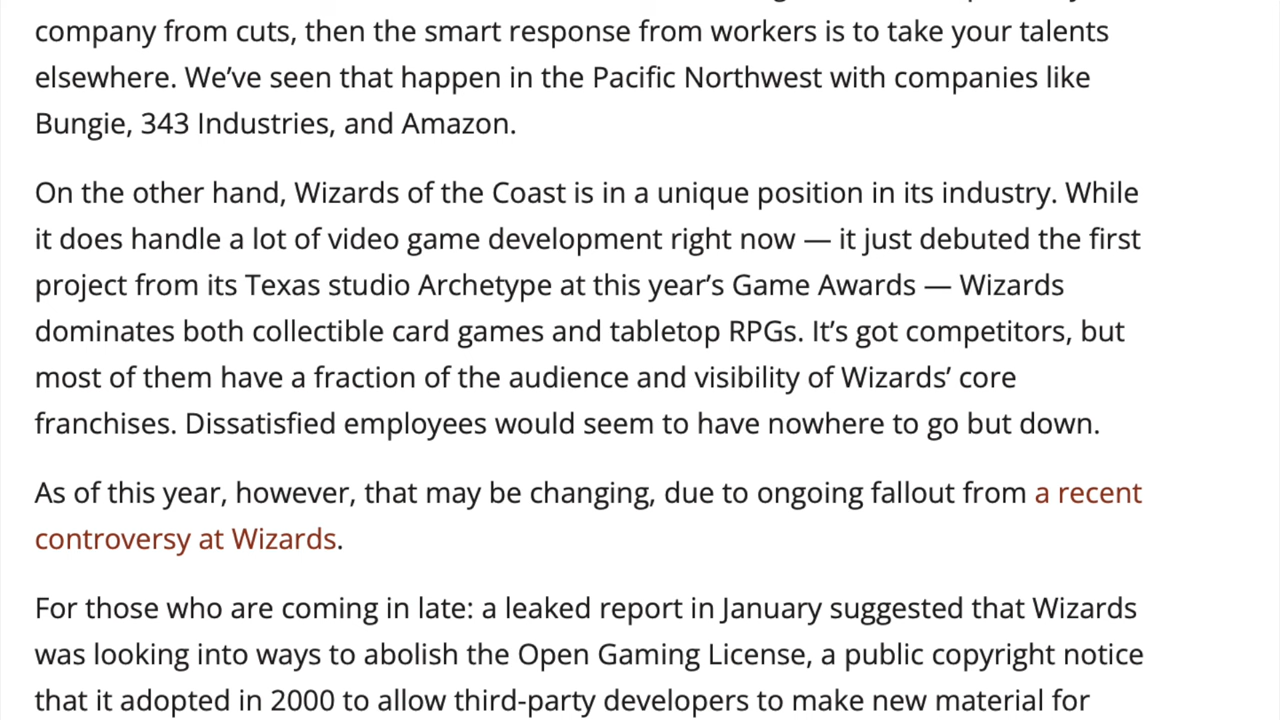 company from cuts, then the smart response from workers is to take your talents
elsewhere. We’ve seen that happen in the Pacific Northwest with companies like
Bungie, 343 Industries, and Amazon.
On the other hand, Wizards of the Coast is in a unique position in its industry. While
it does handle a lot of video game development right now — it just debuted the first
project from its Texas studio Archetype at this year’s Game Awards — Wizards
dominates both collectible card games and tabletop RPGs. It’s got competitors, but
most of them have a fraction of the audience and visibility of Wizards’ core
franchises. Dissatisfied employees would seem to have nowhere to go but down.
As of this year, however, that may be changing, due to ongoing fallout from a recent
controversy at Wizards.
For those who are coming in late: a leaked report in January suggested that Wizards
was looking into ways to abolish the Open Gaming License, a public copyright notice
that it adopted in 2000 to allow third-party developers to make new material for